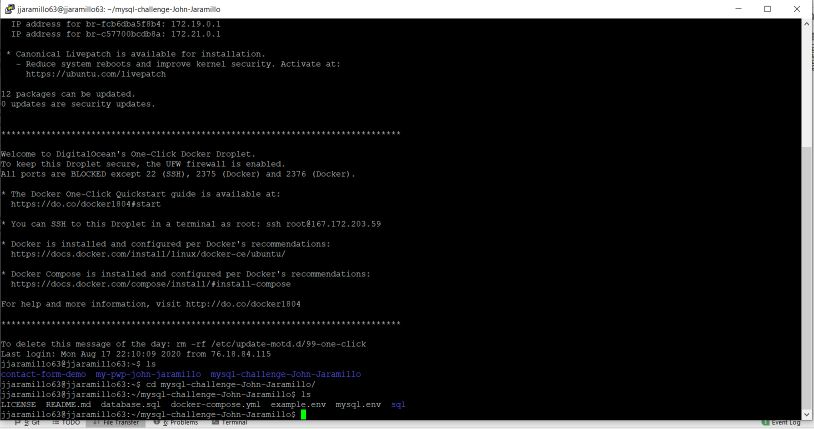 jjaramillo63@jjaramillo63: ~/mysql-challenge-John-Jaramillo
IP address for br-fcb6dba5f8b4: 172.19.0.1
IP address for br-c57700bcdb8a: 172.21.0.1
* Canonical Livepatch is available for installation.
- Reduce system reboots and improve kernel security. Activate at:
https://ubuntu.com/livepatch
12 packages can be updated.
0 updates are security updates.
********************************************************************************
Welcome to DigitalOcean's One-Click Docker Droplet.
To keep this Droplet secure, the UFW firewall is enabled.
All ports are BLOCKED except 22 (SSH), 2375 (Docker) and 2376 (Docker).
* The Docker One-Click Quickstart guide is available at:
https://do.co/docker1804#start
* You can SSH to this Droplet in a terminal as root: ssh root@167.172.203.59
* Docker is installed and configured per Docker's recommendations:
https://docs.docker.com/install/linux/docker-ce/ubuntu/
* Docker Compose is installed and configured per Docker's recommendations:
https://docs.docker.com/compose/install/#install-compose
For help and more information, visit http://do.co/docker1804
********************************************************************************
To delete this message of the day: rm -rf /etc/update-motd.d/99-one-click
Last login: Mon Aug 17 22:10:09 2020 from 76.18.84.115
jjaramillo63@jjaramillo63:~$ ls
contact-form-demo  my-pwp-john-jaramillo  mysql-challenge-John-Jaramillo
jjaramillo63@jjaramillo63:~$ cd mysql-challenge-John-Jaramillo/
jjaramillo63@jjaramillo63:~/mysql-challenge-John-Jaramillo$ ls
LICENSE  README.md  database.sql  docker-compose.yml  example.env  mysql.env  sql
jjaramillo63@jjaramillo63:~/mysql-challenge-John-Jaramillo$
9: Git  TODO  File Transfer  6: Problems  Terminal  Event Log